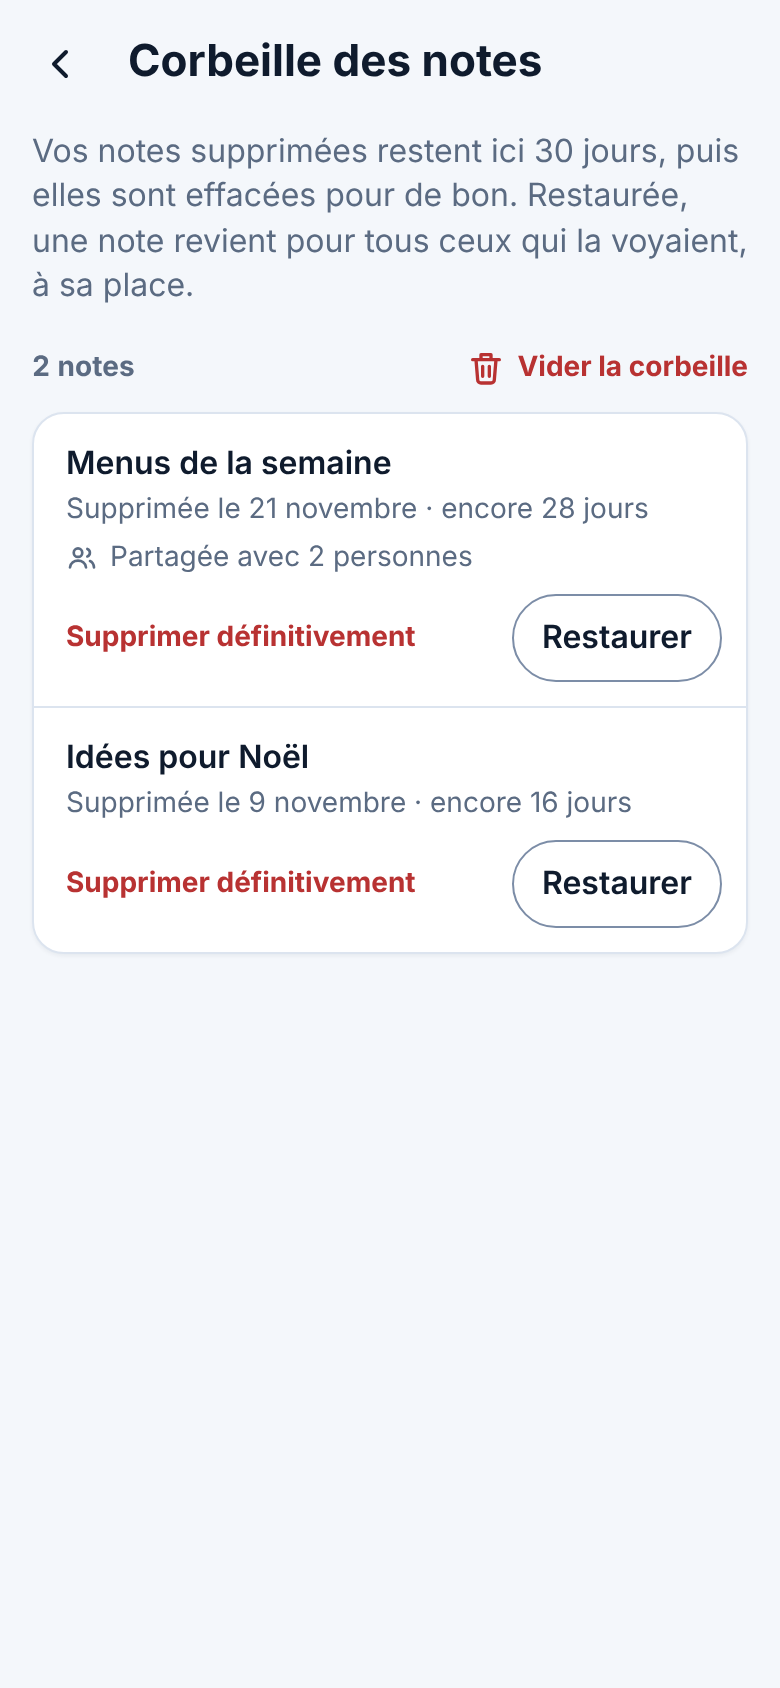 Corbeille des notes
Vos notes supprimées restent ici 30 jours, puis
elles sont effacées pour de bon. Restaurée,
une note revient pour tous ceux qui la voyaient,
à sa place.
2 notes
Vider la corbeille
Menus de la semaine
Supprimée le 21 novembre · encore 28 jours
Partagée avec 2 personnes
Supprimer définitivement
Restaurer
Idées pour Noël
Supprimée le 9 novembre · encore 16 jours
Supprimer définitivement
Restaurer